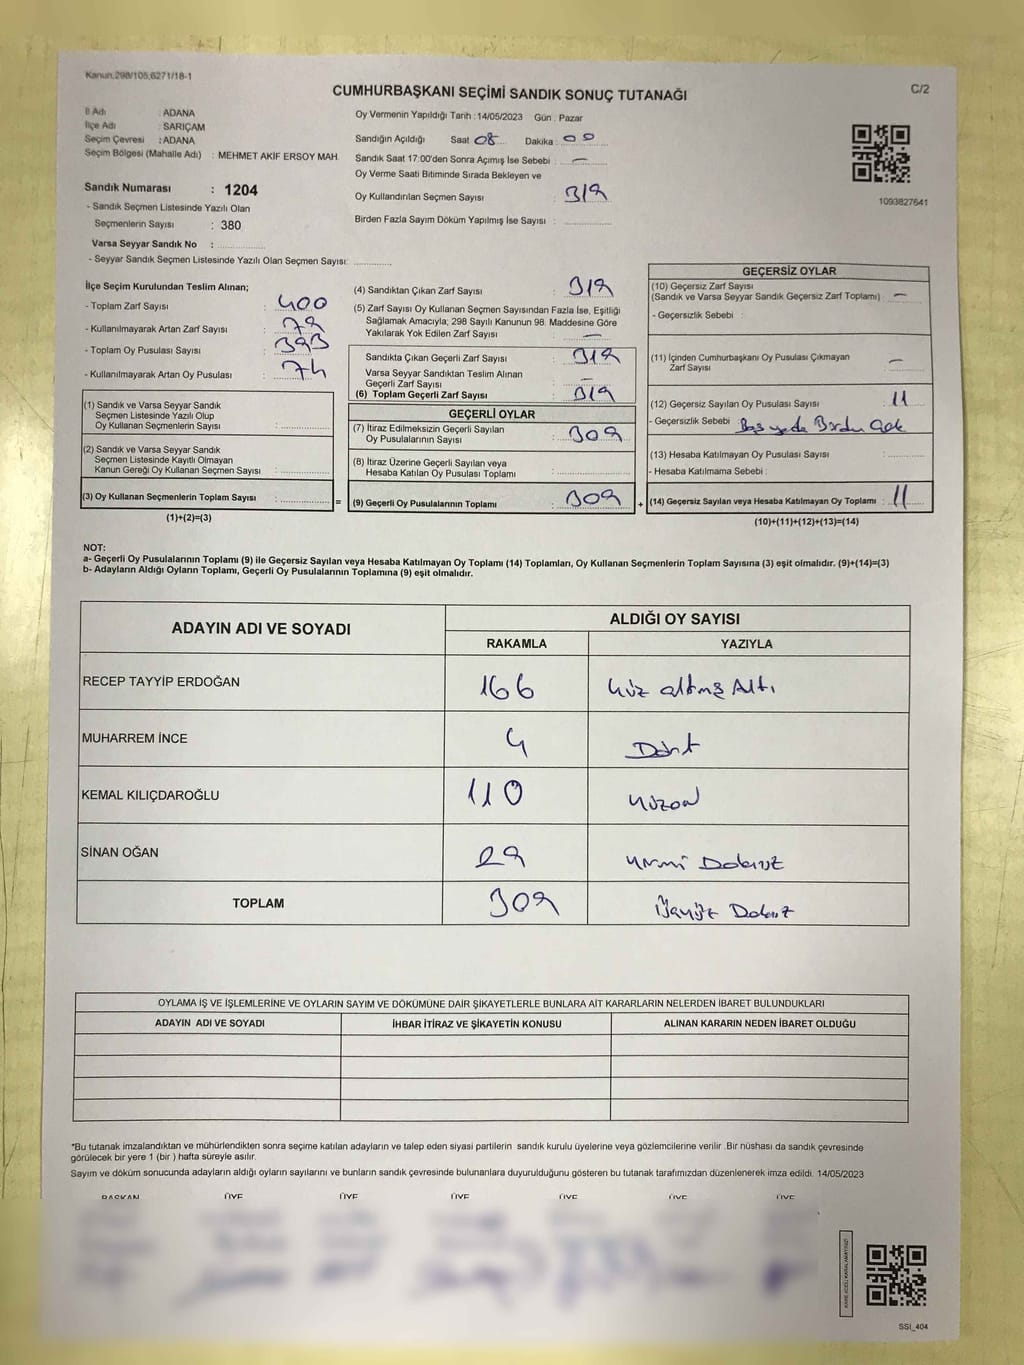 Kanun,298/105,6271/18-1
CUMHURBAŞKANI SEÇİMİ SANDIK SONUÇ TUTANAĞI
C/2
İl Adı : ADANA
İlçe Adı : SARIÇAM
Seçim Çevresi : ADANA
Seçim Bölgesi (Mahalle Adı) : MEHMET AKİF ERSOY MAH.
Sandık Numarası : 1204
- Sandık Seçmen Listesinde Yazılı Olan
Seçmenlerin Sayısı : 380
Varsa Seyyar Sandık No :
- Seyyar Sandık Seçmen Listesinde Yazılı Olan Seçmen Sayısı:
Oy Vermenin Yapıldığı Tarih : 14/05/2023 Gün : Pazar
Sandığın Açıldığı Saat 08 Dakika : 00
Sandık Saat 17:00'den Sonra Açımış İse Sebebi : —
Oy Verme Saati Bitiminde Sırada Bekleyen ve
Oy Kullandırılan Seçmen Sayısı : 319
Birden Fazla Sayım Döküm Yapılmış İse Sayısı :
1093827641
İlçe Seçim Kurulundan Teslim Alınan;
- Toplam Zarf Sayısı : 400
- Kullanılmayarak Artan Zarf Sayısı : 79
- Toplam Oy Pusulası Sayısı : 393
- Kullanılmayarak Artan Oy Pusulası : 74
(1) Sandık ve Varsa Seyyar Sandık
Seçmen Listesinde Yazılı Olup
Oy Kullanan Seçmenlerin Sayısı :
(2) Sandık ve Varsa Seyyar Sandık
Seçmen Listesinde Kayıtlı Olmayan
Kanun Gereği Oy Kullanan Seçmen Sayısı :
(3) Oy Kullanan Seçmenlerin Toplam Sayısı :
(1)+(2)=(3)
=
(4) Sandıktan Çıkan Zarf Sayısı : 319
(5) Zarf Sayısı Oy Kullanan Seçmen Sayısından Fazla İse, Eşitliği
Sağlamak Amacıyla; 298 Sayılı Kanunun 98. Maddesine Göre
Yakılarak Yok Edilen Zarf Sayısı : —
Sandıkta Çıkan Geçerli Zarf Sayısı : 319
Varsa Seyyar Sandıktan Teslim Alınan
Geçerli Zarf Sayısı : —
(6) Toplam Geçerli Zarf Sayısı : 319
GEÇERLİ OYLAR
(7) İtiraz Edilmeksizin Geçerli Sayılan
Oy Pusulalarının Sayısı : 309
(8) İtiraz Üzerine Geçerli Sayılan veya
Hesaba Katılan Oy Pusulası Toplamı :
(9) Geçerli Oy Pusulalarının Toplamı : 309
+
GEÇERSİZ OYLAR
(10) Geçersiz Zarf Sayısı
(Sandık ve Varsa Seyyar Sandık Geçersiz Zarf Toplamı) : —
- Geçersizlik Sebebi :
(11) İçinden Cumhurbaşkanı Oy Pusulası Çıkmayan
Zarf Sayısı : —
(12) Geçersiz Sayılan Oy Pusulası Sayısı : 11
- Geçersizlik Sebebi : Boş yada Birden Çok
(13) Hesaba Katılmayan Oy Pusulası Sayısı :
- Hesaba Katılmama Sebebi :
(14) Geçersiz Sayılan veya Hesaba Katılmayan Oy Toplamı : 11
(10)+(11)+(12)+(13)=(14)
NOT:
a- Geçerli Oy Pusulalarının Toplamı (9) ile Geçersiz Sayılan veya Hesaba Katılmayan Oy Toplamı (14) Toplamları, Oy Kullanan Seçmenlerin Toplam Sayısına (3) eşit olmalıdır. (9)+(14)=(3)
b- Adayların Aldığı Oyların Toplamı, Geçerli Oy Pusulalarının Toplamına (9) eşit olmalıdır.
ADAYIN ADI VE SOYADI
ALDIĞI OY SAYISI
RAKAMLA YAZIYLA
RECEP TAYYİP ERDOĞAN 166 Yüz altmış Altı
MUHARREM İNCE 4 Dört
KEMAL KILIÇDAROĞLU 110 Yüzon
SİNAN OĞAN 29 Yirmi Dokuz
TOPLAM 309 Üçyüz Dokuz
OYLAMA İŞ VE İŞLEMLERİNE VE OYLARIN SAYIM VE DÖKÜMÜNE DAİR ŞİKAYETLERLE BUNLARA AİT KARARLARIN NELERDEN İBARET BULUNDUKLARI
ADAYIN ADI VE SOYADI İHBAR İTİRAZ VE ŞİKAYETİN KONUSU ALINAN KARARIN NEDEN İBARET OLDUĞU
*Bu tutanak imzalandıktan ve mühürlendikten sonra seçime katılan adayların ve talep eden siyasi partilerin sandık kurulu üyelerine veya gözlemcilerine verilir .Bir nüshası da sandık çevresinde
görülecek bir yere 1 (bir ) hafta süreyle asılır.
Sayım ve döküm sonucunda adayların aldığı oyların sayılarını ve bunların sandık çevresinde bulunanlara duyurulduğunu gösteren bu tutanak tarafımızdan düzenlenerek imza edildi. 14/05/2023
BAŞKAN ÜYE ÜYE ÜYE ÜYE ÜYE ÜYE
SSI_404